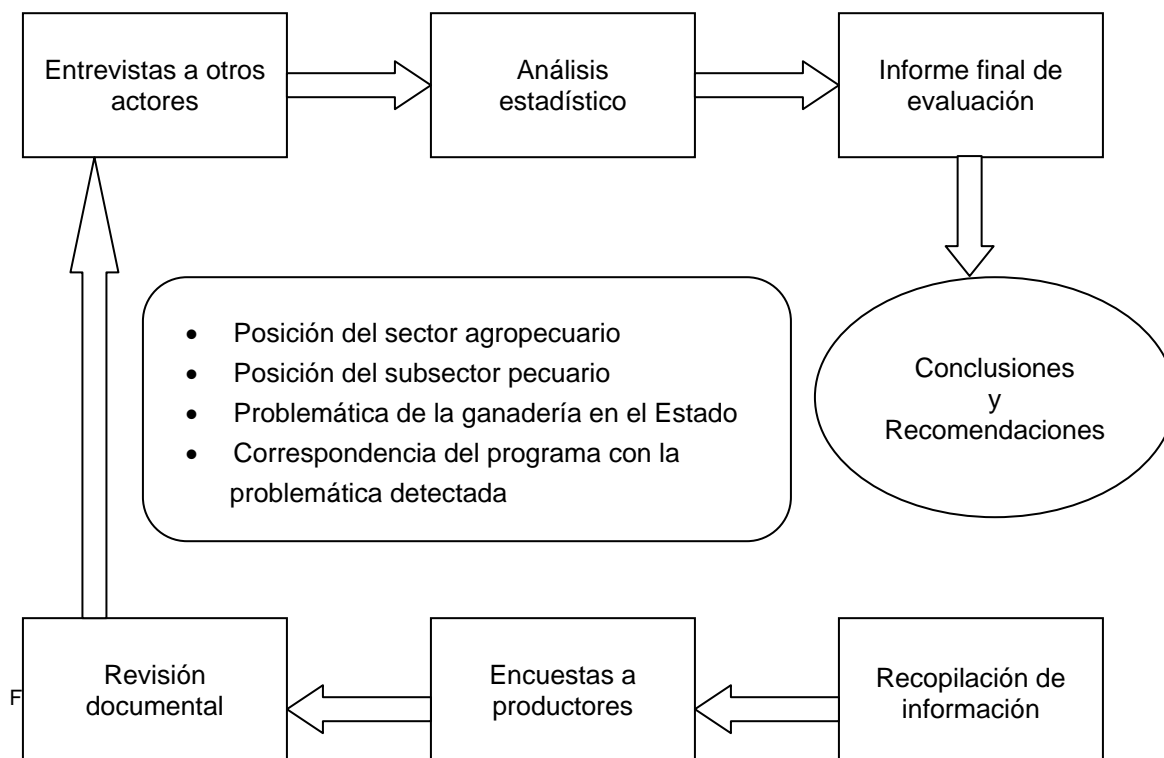 Entrevistas a otros
actores
Análisis
estadístico
Informe final de
evaluación
• Posición del sector agropecuario
• Posición del subsector pecuario
• Problemática de la ganadería en el Estado
• Correspondencia del programa con la
problemática detectada
Conclusiones
y
Recomendaciones
Revisión
documental
Encuestas a
productores
Recopilación de
información
F